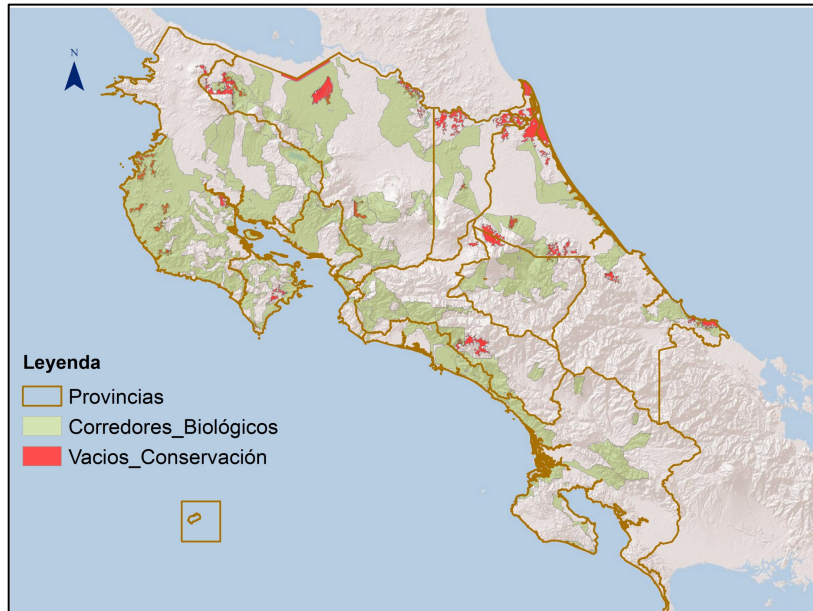 N
Leyenda
Provincias
Corredores_Biológicos
Vacios_Conservación